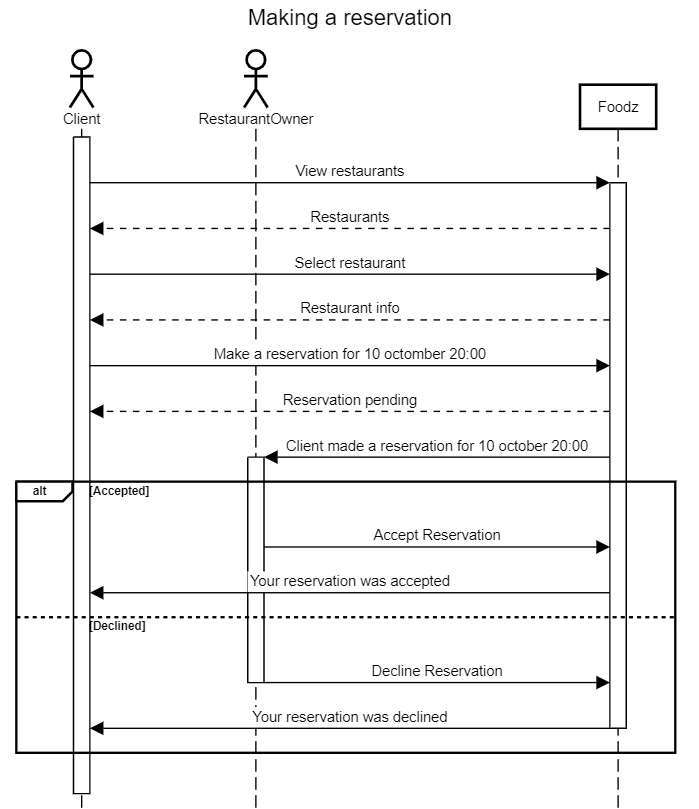 Making a reservation
Client
RestaurantOwner
Foodz
View restaurants
Restaurants
Select restaurant
Restaurant info
Make a reservation for 10 octomber 20:00
Reservation pending
Client made a reservation for 10 october 20:00
alt
[Accepted]
Accept Reservation
Your reservation was accepted
[Declined]
Decline Reservation
Your reservation was declined